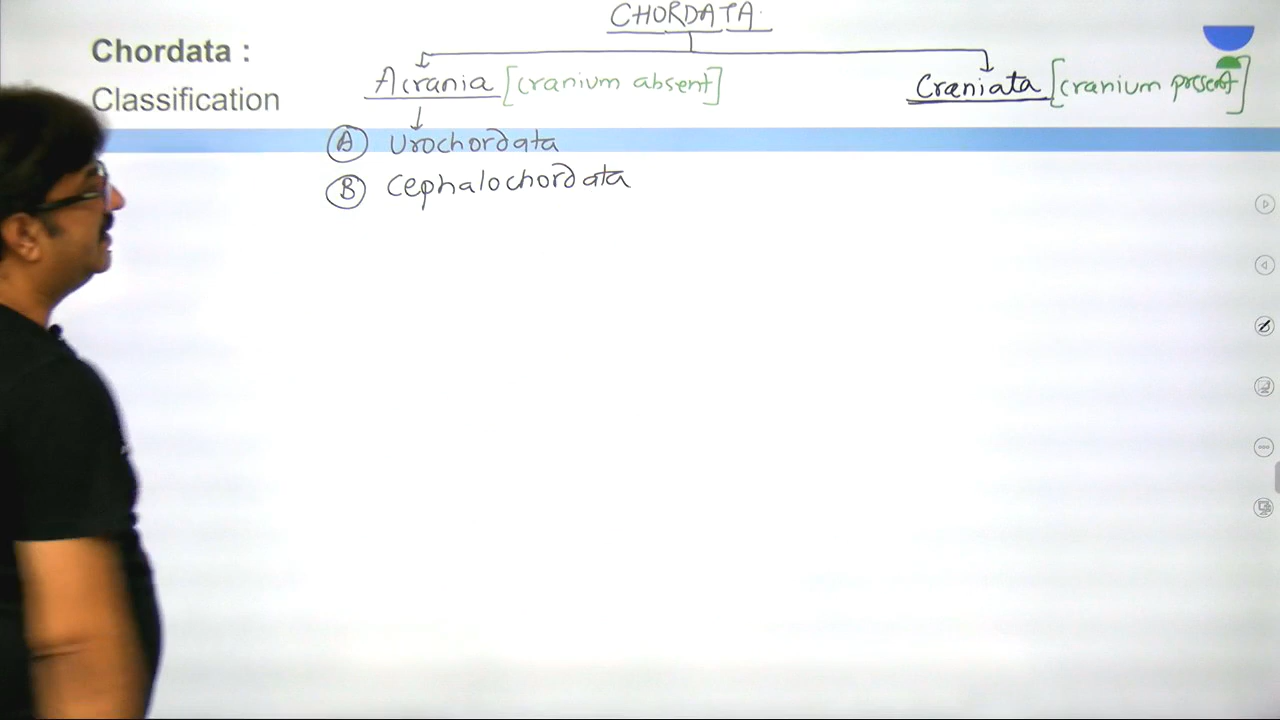 CHORDATA
Chordata :
Classification
Acrania [cranium absent]
Craniata [cranium present]
A Urochordata
B Cephalochordata